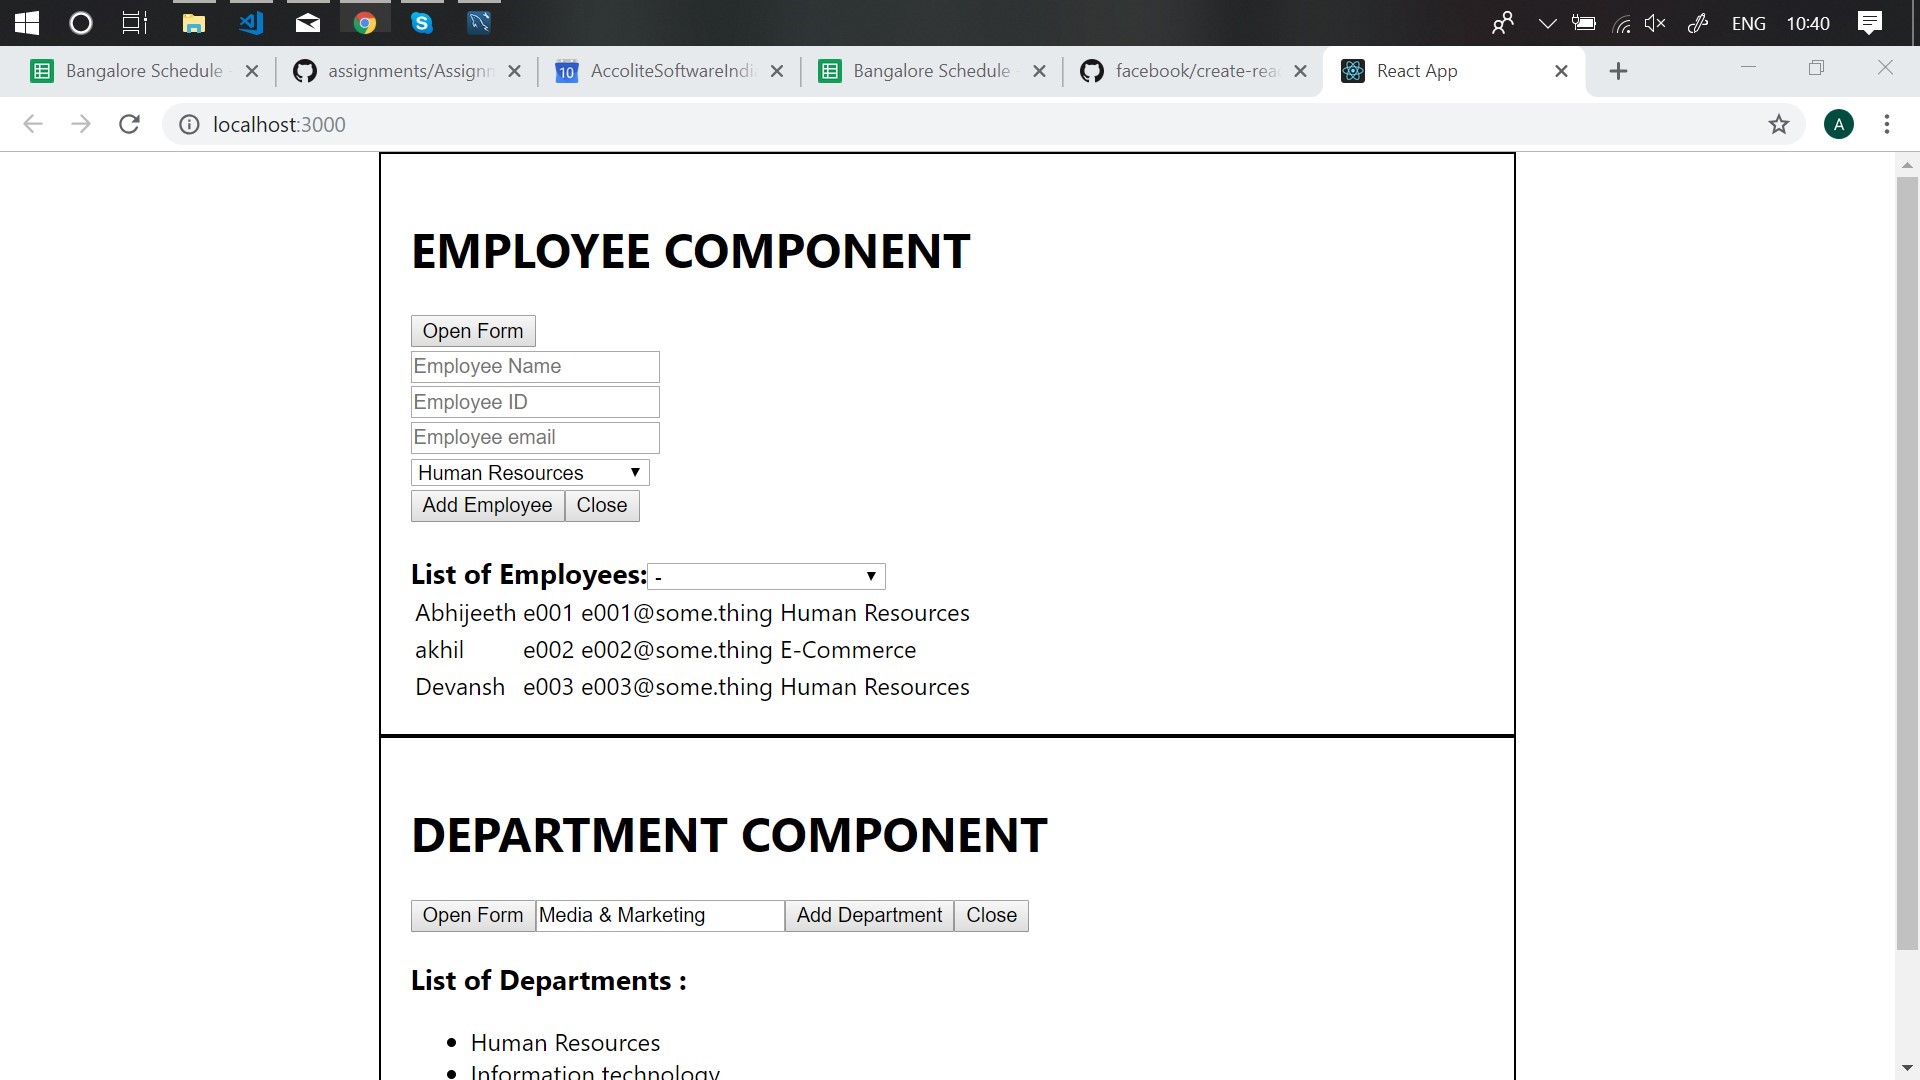 ENG 10:40
Bangalore Schedule assignments/Assignn AccoliteSoftwareIndi Bangalore Schedule facebook/create-rea React App
localhost:3000 A
EMPLOYEE COMPONENT
Open Form
Employee Name
Employee ID
Employee email
Human Resources
Add Employee Close
List of Employees: -
Abhijeeth e001 e001@some.thing Human Resources
akhil e002 e002@some.thing E-Commerce
Devansh e003 e003@some.thing Human Resources
DEPARTMENT COMPONENT
Open Form Media & Marketing Add Department Close
List of Departments :
• Human Resources
• Information technology